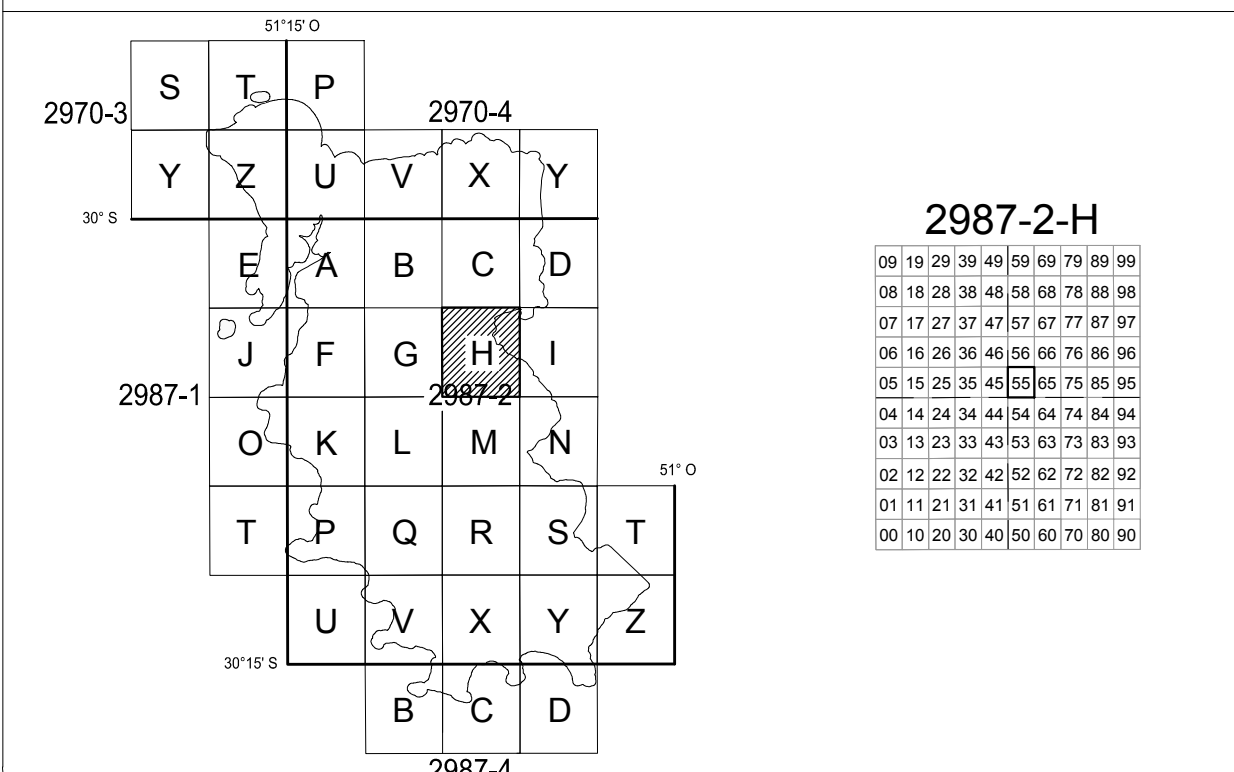 51°15' O
S T P
2970-3
2970-4
Y Z U V X Y
30° S
E A B C D
J F G H I
2987-1
2987-2
O K L M N
51° O
T P Q R S T
U V X Y Z
30°15' S
B C D
2987-4
2987-2-H
09 19 29 39 49 59 69 79 89 99
08 18 28 38 48 58 68 78 88 98
07 17 27 37 47 57 67 77 87 97
06 16 26 36 46 56 66 76 86 96
05 15 25 35 45 55 65 75 85 95
04 14 24 34 44 54 64 74 84 94
03 13 23 33 43 53 63 73 83 93
02 12 22 32 42 52 62 72 82 92
01 11 21 31 41 51 61 71 81 91
00 10 20 30 40 50 60 70 80 90